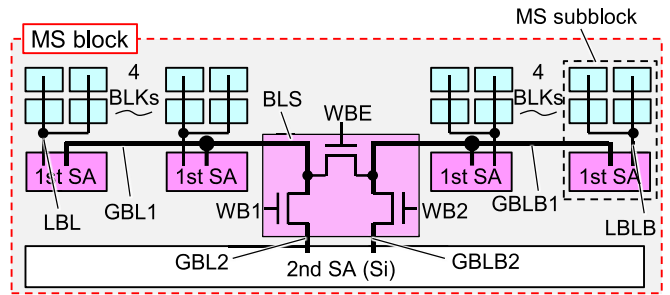 MS subblock
MS block
4
BLKs
BLS
WBE
4
BLKs
1st SA
1st SA
1st SA
1st SA
GBL1
GBLB1
WB1
WB2
LBL
LBLB
GBL2
2nd SA (Si)
GBLB2